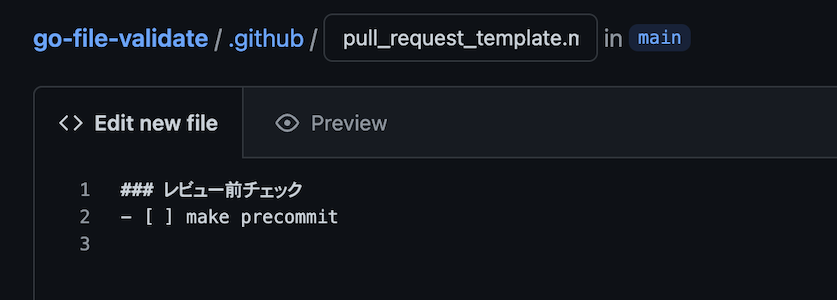 go-file-validate / .github / pull_request_template.m in main
<> Edit new file Preview
1 ### レビュー前チェック
2 - [ ] make precommit
3